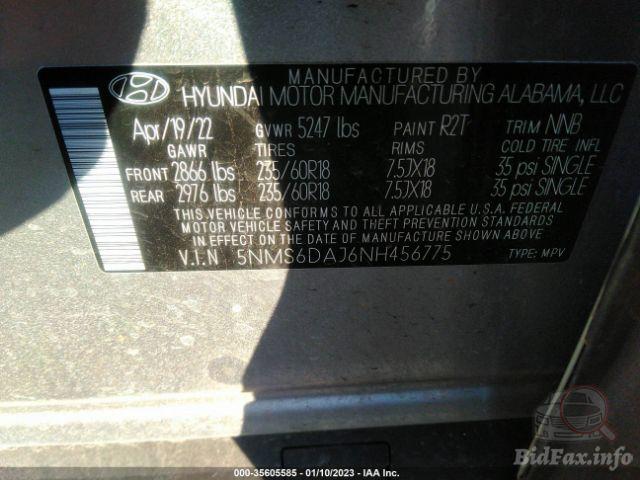 MANUFACTURED BY
HYUNDAI MOTOR MANUFACTURING ALABAMA, LLC
Apr/19/22 GVWR 5247 lbs PAINT R2T TRIM NNB
GAWR TIRES RIMS COLD TIRE INFL
FRONT 2866 lbs 235/60R18 7.5JX18 35 psi SINGLE
REAR 2976 lbs 235/60R18 7.5JX18 35 psi SINGLE
THIS VEHICLE CONFORMS TO ALL APPLICABLE U.S.A. FEDERAL
MOTOR VEHICLE SAFETY AND THEFT PREVENTION STANDARDS
IN EFFECT ON THE DATE OF MANUFACTURE SHOWN ABOVE
V.I.N 5NMS6DAJ6NH456775 TYPE: MPV
BidFax.info
000-35605585 - 01/10/2023 - IAA Inc.